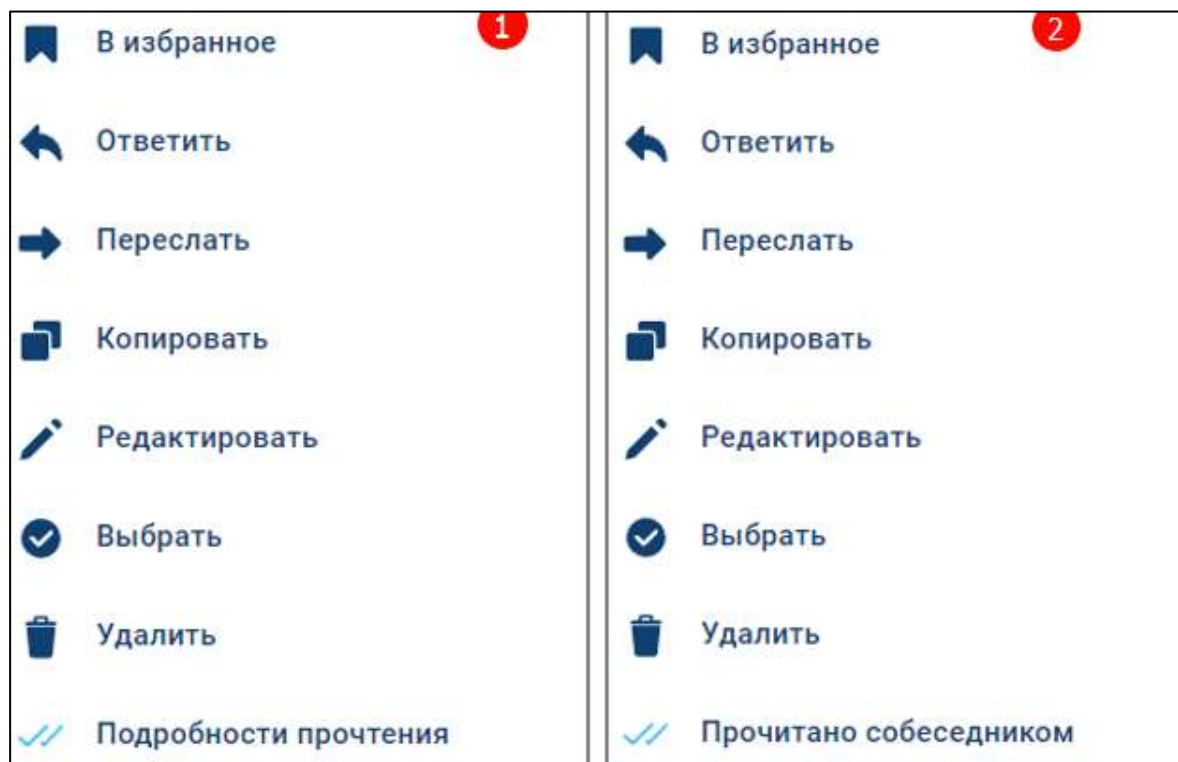 1
В избранное
Ответить
Переслать
Копировать
Редактировать
Выбрать
Удалить
Подробности прочтения
2
В избранное
Ответить
Переслать
Копировать
Редактировать
Выбрать
Удалить
Прочитано собеседником